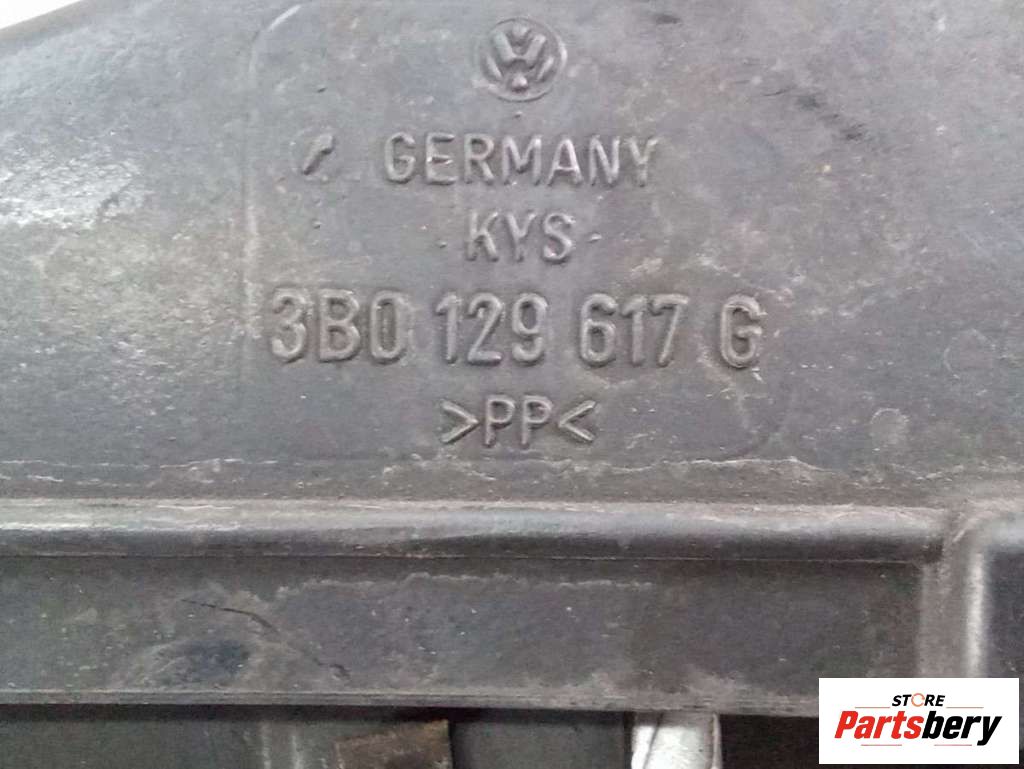 GERMANY
KYS
3B0 129 617 G
>PP<
STORE
Partsbery